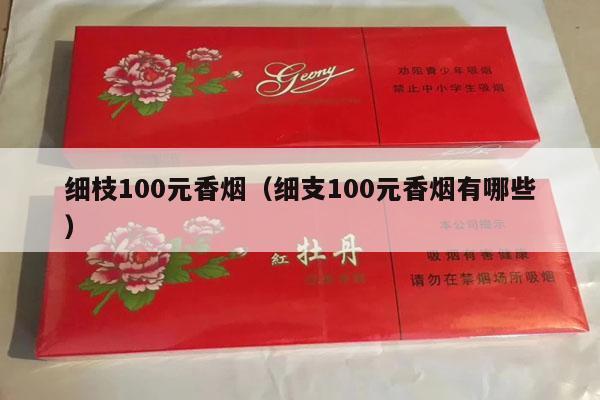 Geony
劝阻青少年吸烟
禁止中小学生吸烟
细枝100元香烟（细支100元香烟有哪些
）
本公司提示
紅牡丹
吸烟有害健康
请勿在禁烟场所吸烟